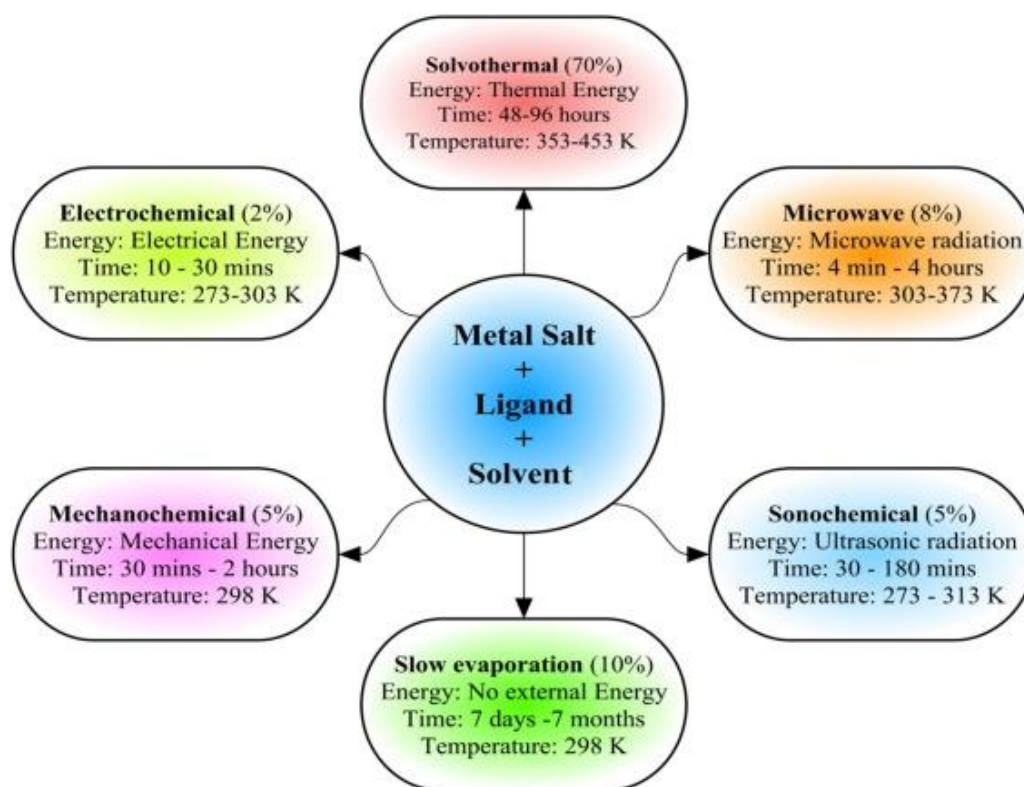 Solvothermal (70%)
Energy: Thermal Energy
Time: 48-96 hours
Temperature: 353-453 K
Electrochemical (2%)
Energy: Electrical Energy
Time: 10 - 30 mins
Temperature: 273-303 K
Microwave (8%)
Energy: Microwave radiation
Time: 4 min - 4 hours
Temperature: 303-373 K
Metal Salt
+
Ligand
+
Solvent
Mechanochemical (5%)
Energy: Mechanical Energy
Time: 30 mins - 2 hours
Temperature: 298 K
Sonochemical (5%)
Energy: Ultrasonic radiation
Time: 30 - 180 mins
Temperature: 273 - 313 K
Slow evaporation (10%)
Energy: No external Energy
Time: 7 days -7 months
Temperature: 298 K